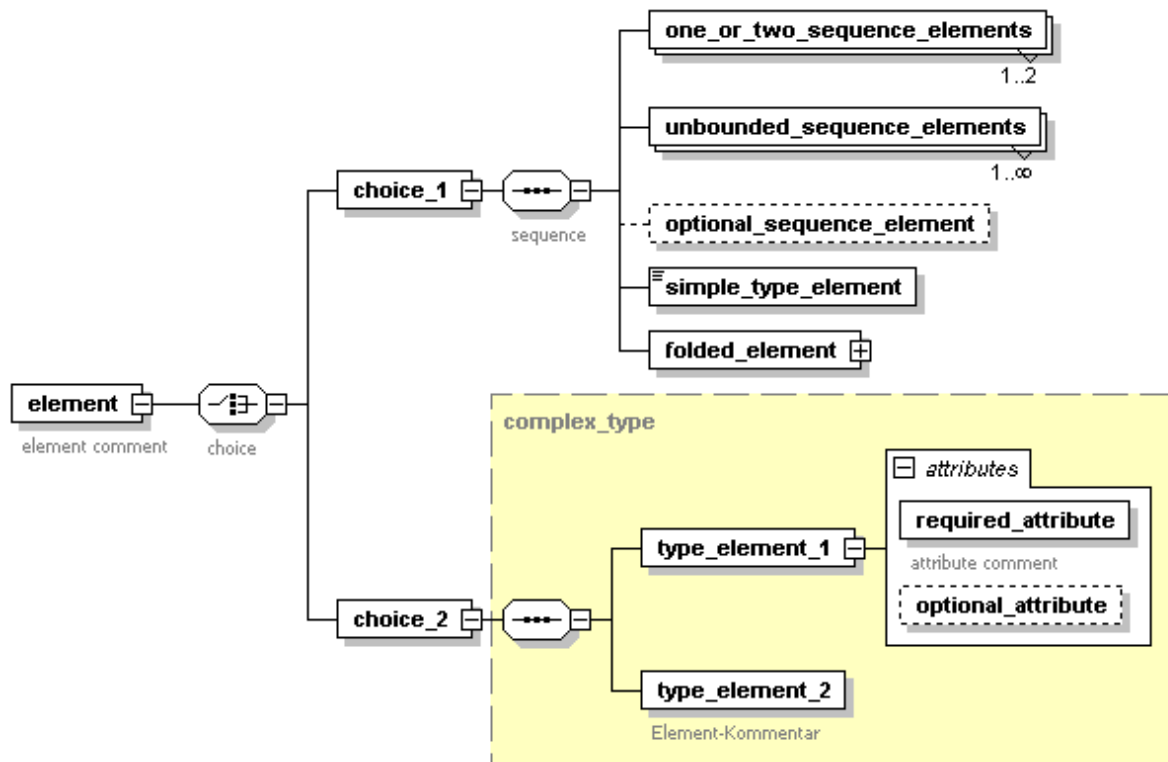 one_or_two_sequence_elements
1..2
unbounded_sequence_elements
1..∞
choice_1
sequence
optional_sequence_element
simple_type_element
folded_element
element
element comment
choice
complex_type
attributes
required_attribute
attribute comment
type_element_1
optional_attribute
choice_2
type_element_2
Element-Kommentar